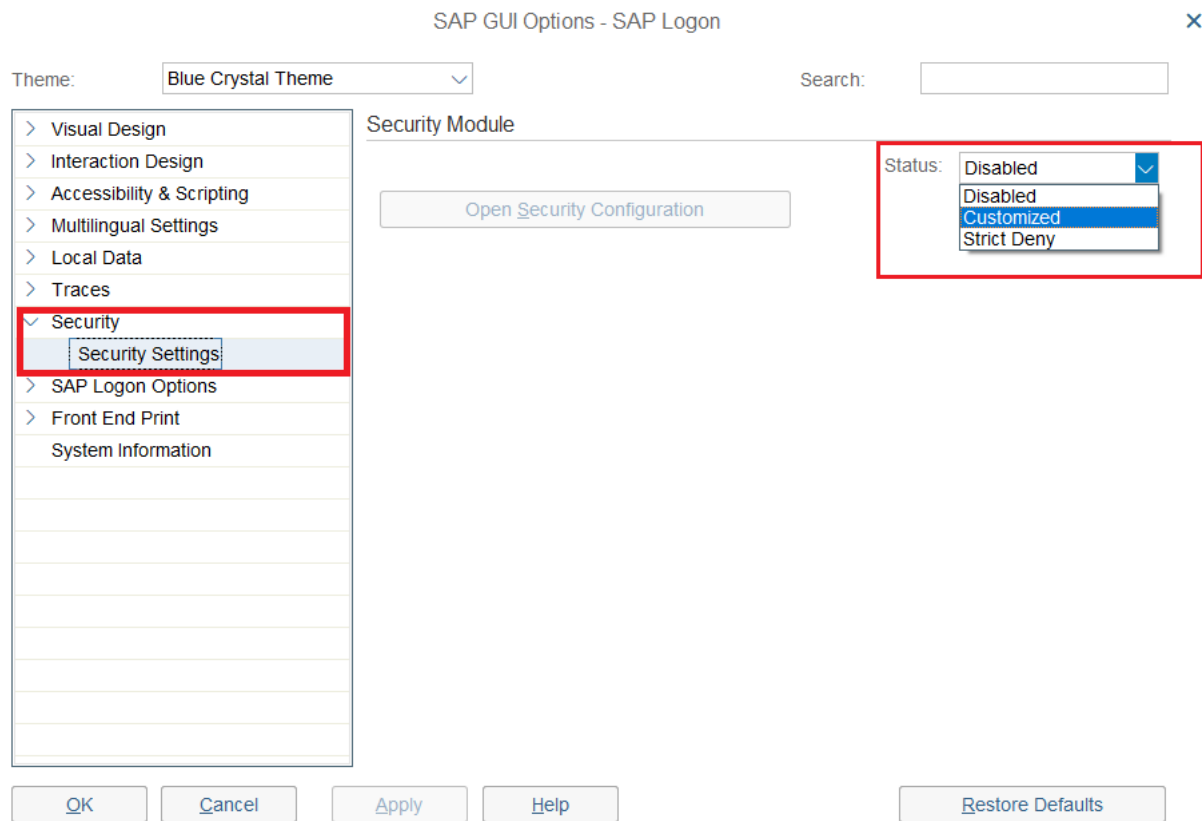 SAP GUI Options - SAP Logon
Theme: Blue Crystal Theme
Search:
Visual Design
Interaction Design
Accessibility & Scripting
Multilingual Settings
Local Data
Traces
Security
Security Settings
SAP Logon Options
Front End Print
System Information
Security Module
Status: Disabled
Disabled
Customized
Strict Deny
Open Security Configuration
OK Cancel Apply Help Restore Defaults